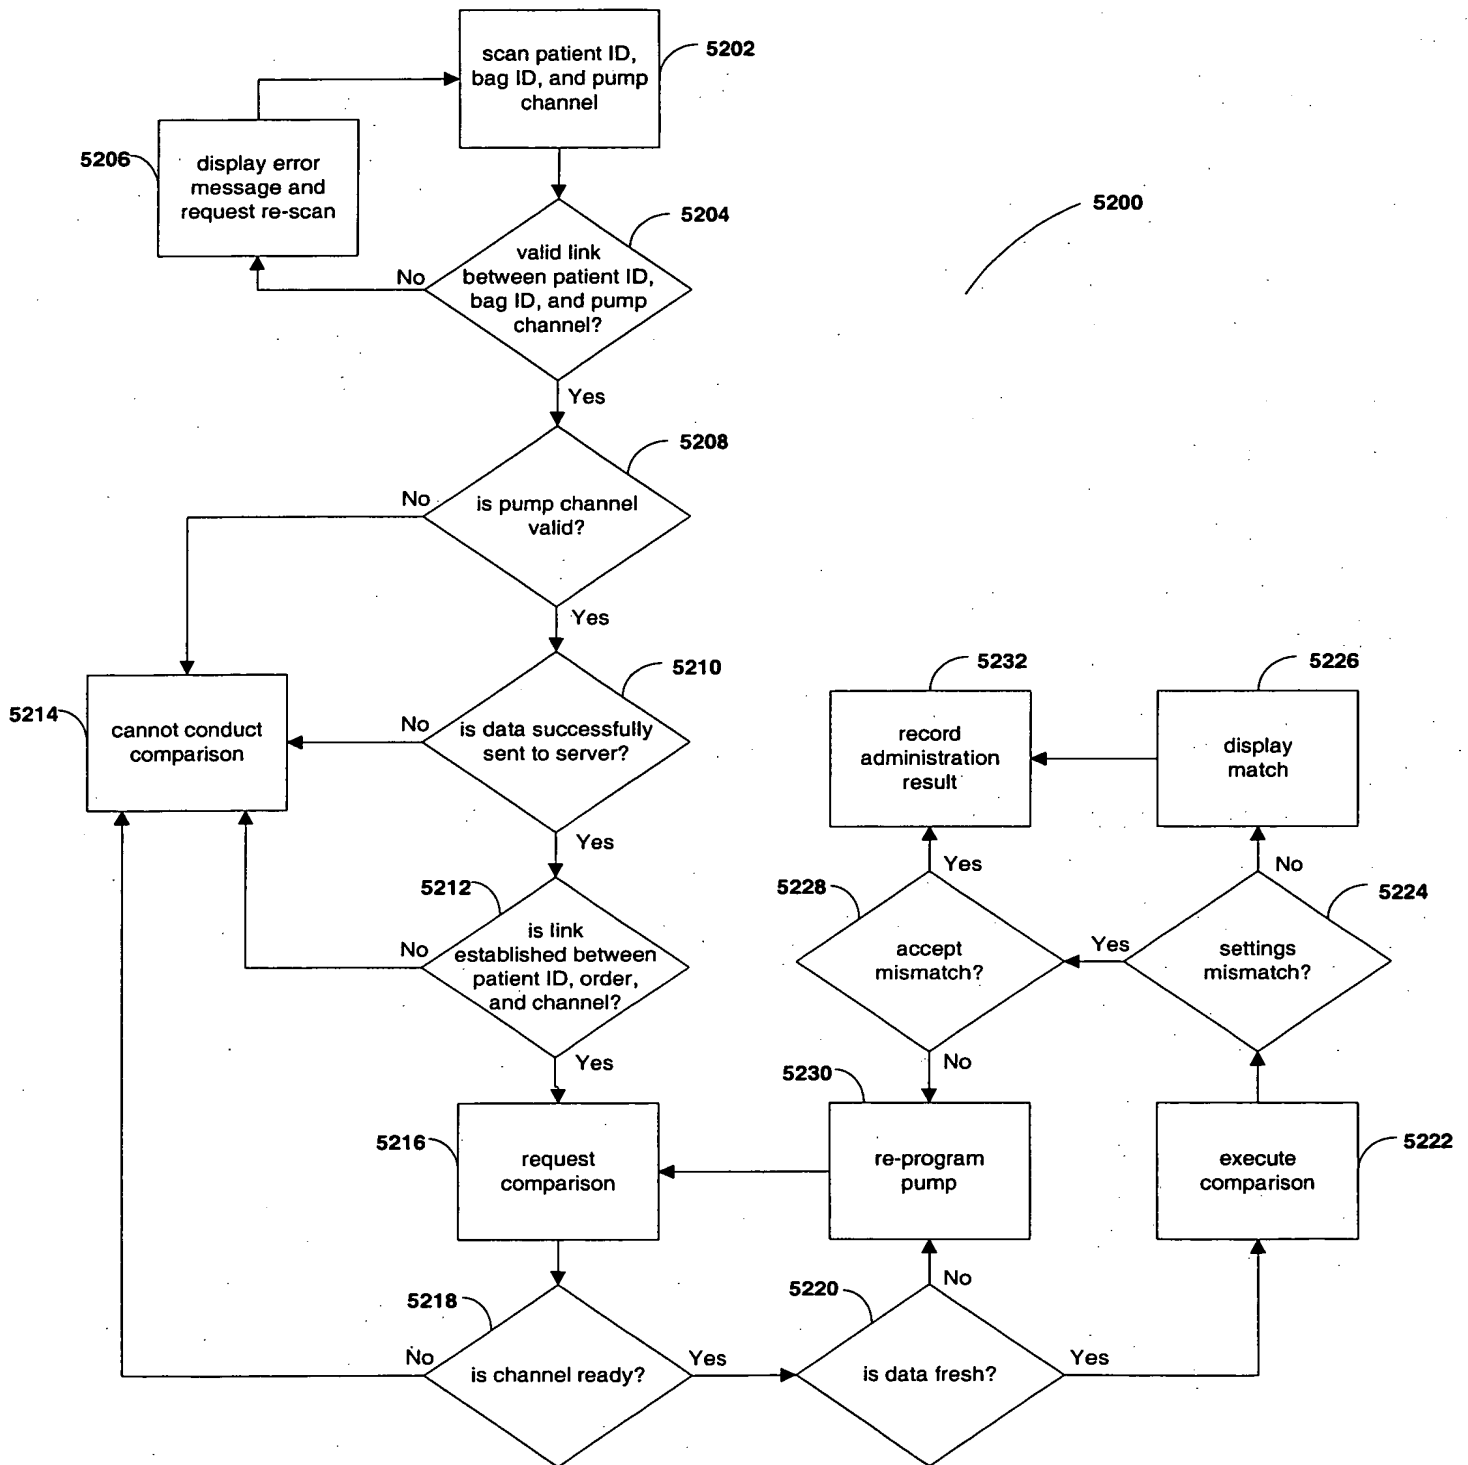 scan patient ID,
bag ID, and pump
channel
5202
display error
message and
request re-scan
5206
5200
valid link
between patient ID,
bag ID, and pump
channel?
5204
No
Yes
is pump channel
valid?
5208
No
Yes
is data successfully
sent to server?
5210
No
Yes
cannot conduct
comparison
5214
record
administration
result
5232
display
match
5226
is link
established between
patient ID, order,
and channel?
5212
No
Yes
accept
mismatch?
5228
Yes
No
settings
mismatch?
5224
No
Yes
request
comparison
5216
re-program
pump
5230
execute
comparison
5222
is channel ready?
5218
No
Yes
is data fresh?
5220
No
Yes